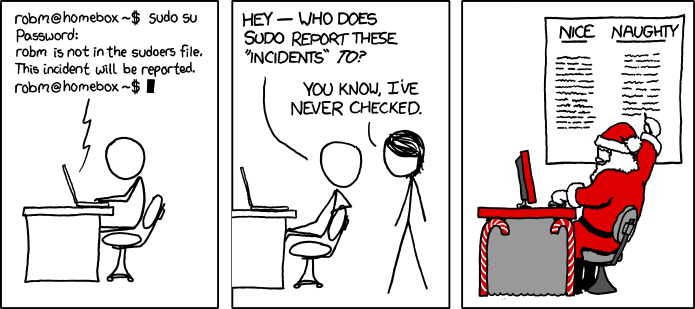 robm@homebox~$ sudo su
Password:
robm is not in the sudoers file.
This incident will be reported.
robm@homebox~$
HEY — WHO DOES
SUDO REPORT THESE
"INCIDENTS" TO?
YOU KNOW, I'VE
NEVER CHECKED.
NICE NAUGHTY